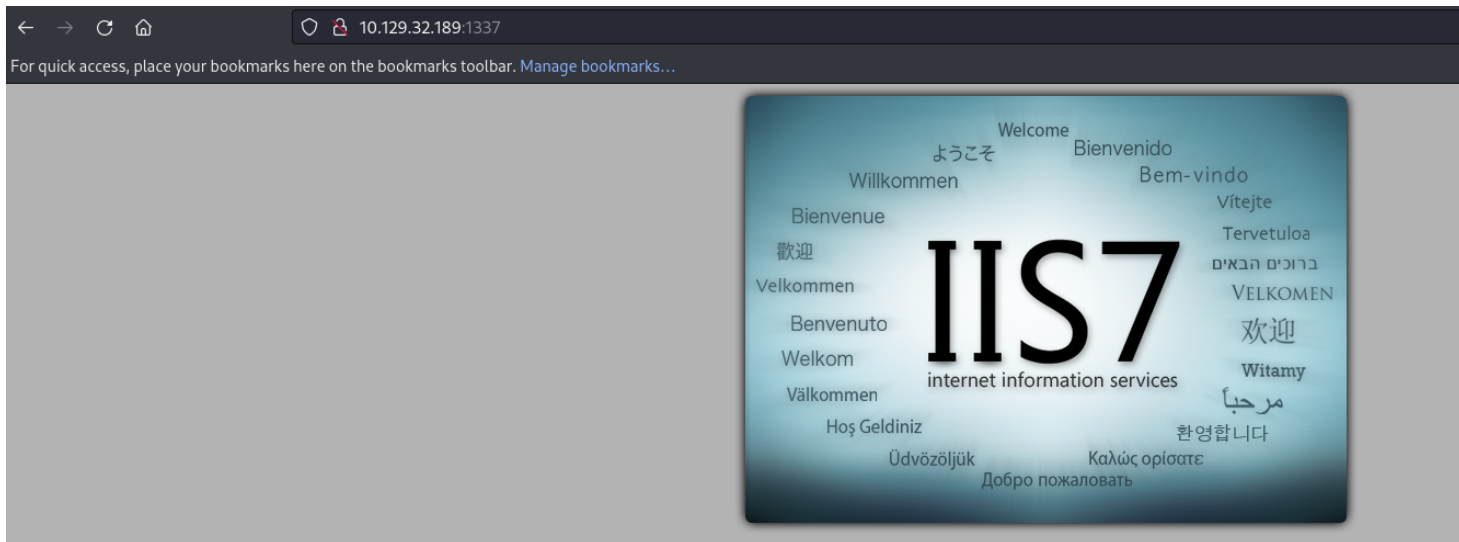 10.129.32.189:1337
For quick access, place your bookmarks here on the bookmarks toolbar. Manage bookmarks...
Welcome
ようこそ
Bienvenido
Willkommen
Bem-vindo
Vítejte
Bienvenue
Tervetuloa
歡迎
ברוכים הבאים
Velkommen
VELKOMEN
Benvenuto
欢迎
IIS7
Welkom
internet information services
Witamy
Välkommen
مرحباً
Hoş Geldiniz
환영합니다
Üdvözöljük
Καλώς ορίσατε
Добро пожаловать